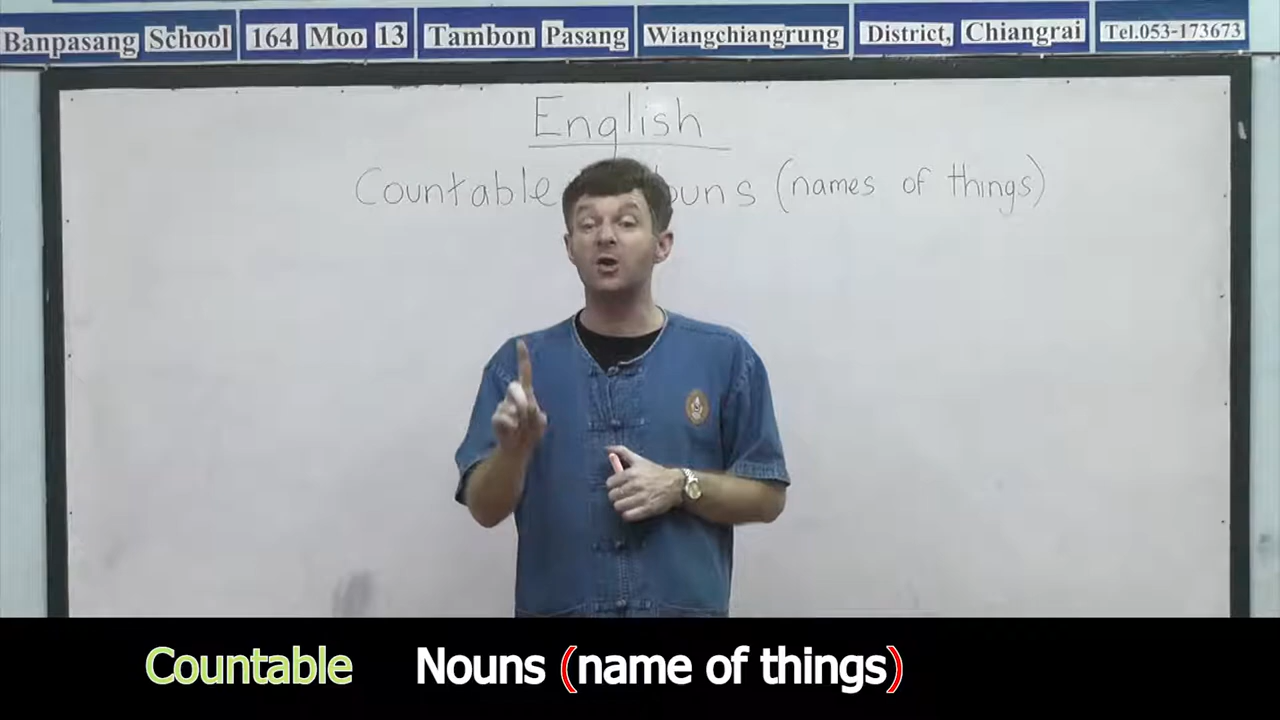 Banpasang School 164 Moo 13 Tambon Pasang Wiangchiangrung District, Chiangrai Tel.053-173673
English
Countable ouns (names of things)
Countable Nouns (name of things)